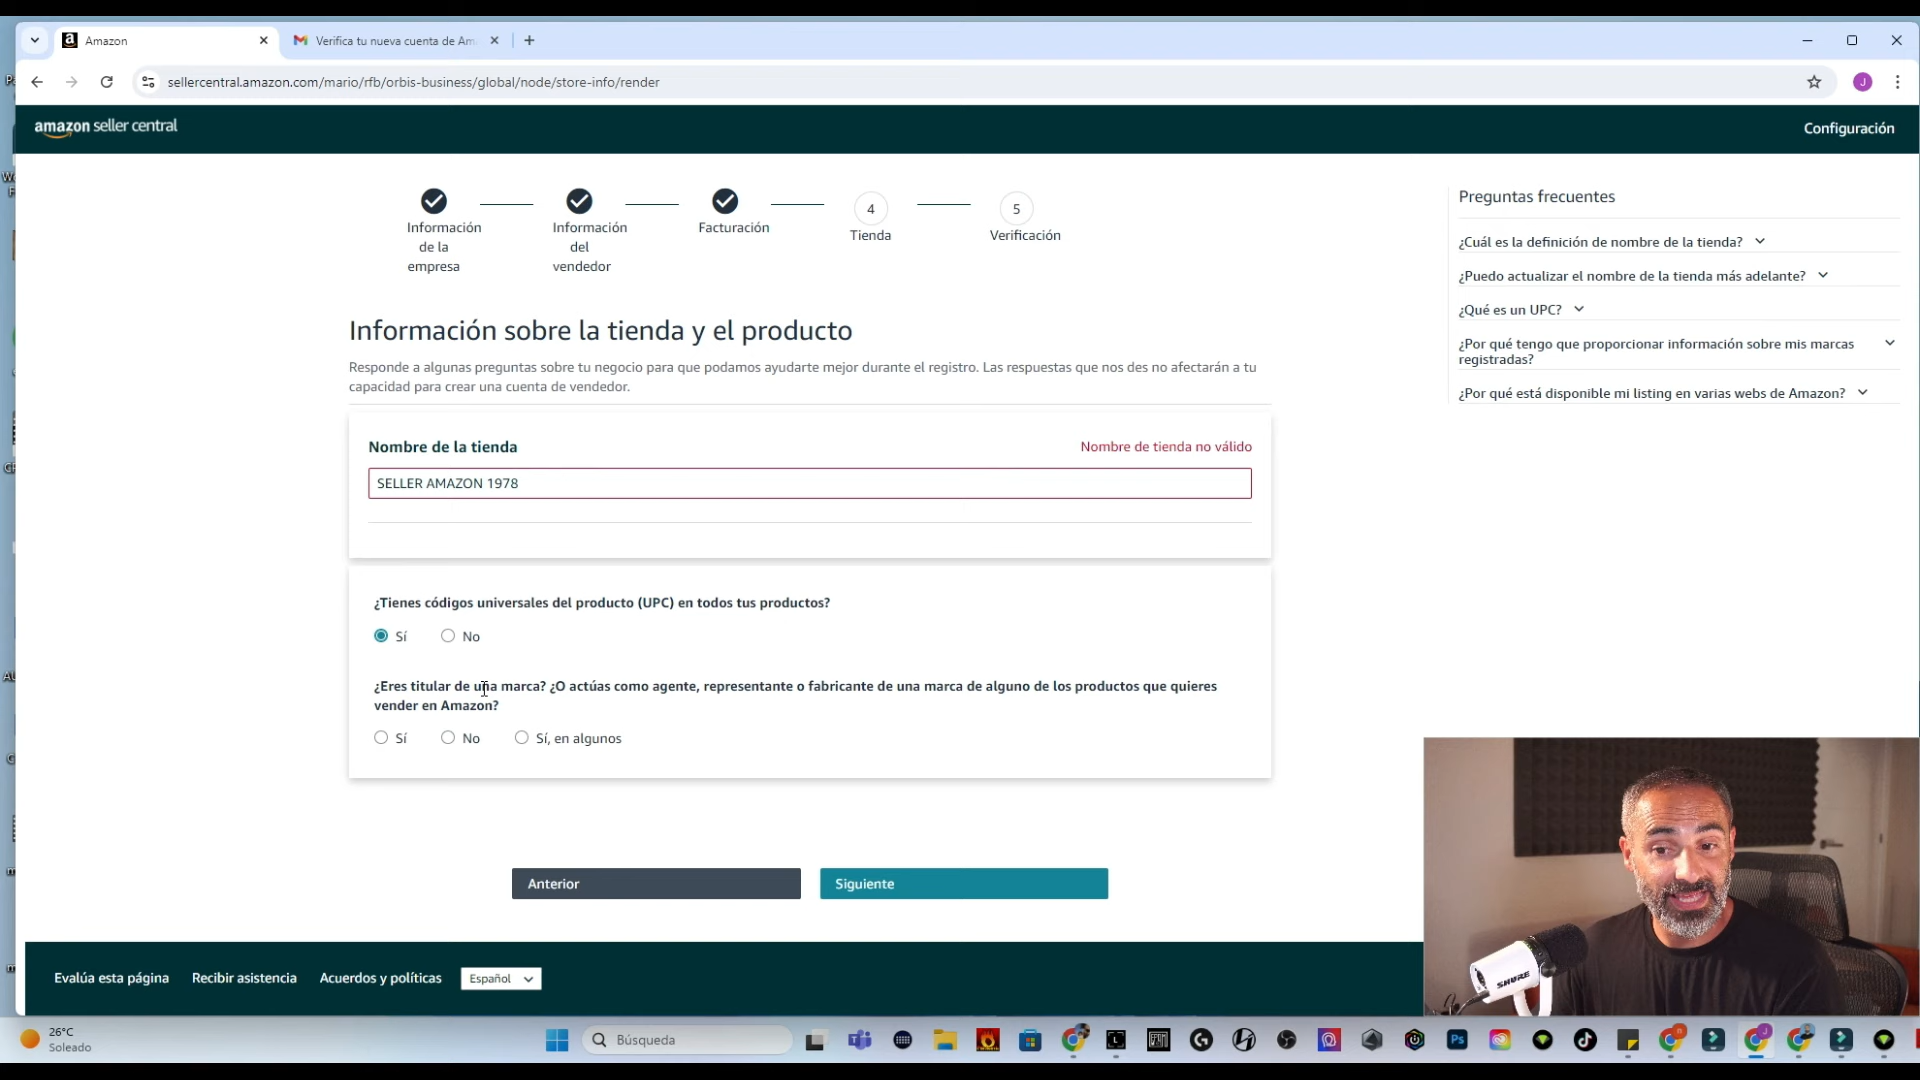 Amazon
Verifica tu nueva cuenta de Am
sellercentral.amazon.com/mario/rfb/orbis-business/global/node/store-info/render
J
amazon seller central
Configuración
Información
de la
empresa
Información
del
vendedor
Facturación
4
Tienda
5
Verificación
Información sobre la tienda y el producto
Responde a algunas preguntas sobre tu negocio para que podamos ayudarte mejor durante el registro. Las respuestas que nos des no afectarán a tu
capacidad para crear una cuenta de vendedor.
Nombre de la tienda
Nombre de tienda no válido
SELLER AMAZON 1978
¿Tienes códigos universales del producto (UPC) en todos tus productos?
Sí No
¿Eres titular de una marca? ¿O actúas como agente, representante o fabricante de una marca de alguno de los productos que quieres
vender en Amazon?
Sí No Sí, en algunos
Anterior
Siguiente
Preguntas frecuentes
¿Cuál es la definición de nombre de la tienda?
¿Puedo actualizar el nombre de la tienda más adelante?
¿Qué es un UPC?
¿Por qué tengo que proporcionar información sobre mis marcas
registradas?
¿Por qué está disponible mi listing en varias webs de Amazon?
Evalúa esta página
Recibir asistencia
Acuerdos y políticas
Español
SHURE
26°C
Soleado
Búsqueda
Ps